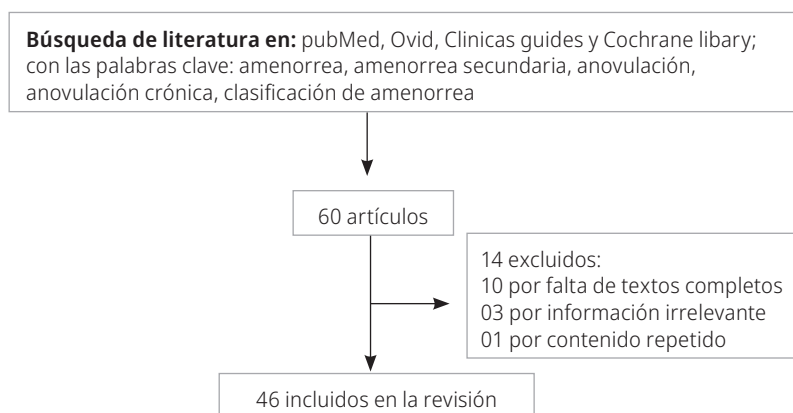 Búsqueda de literatura en: pubMed, Ovid, Clinicas guides y Cochrane libary;
con las palabras clave: amenorrea, amenorrea secundaria, anovulación,
anovulación crónica, clasificación de amenorrea
60 artículos
14 excluidos:
10 por falta de textos completos
03 por información irrelevante
01 por contenido repetido
46 incluidos en la revisión